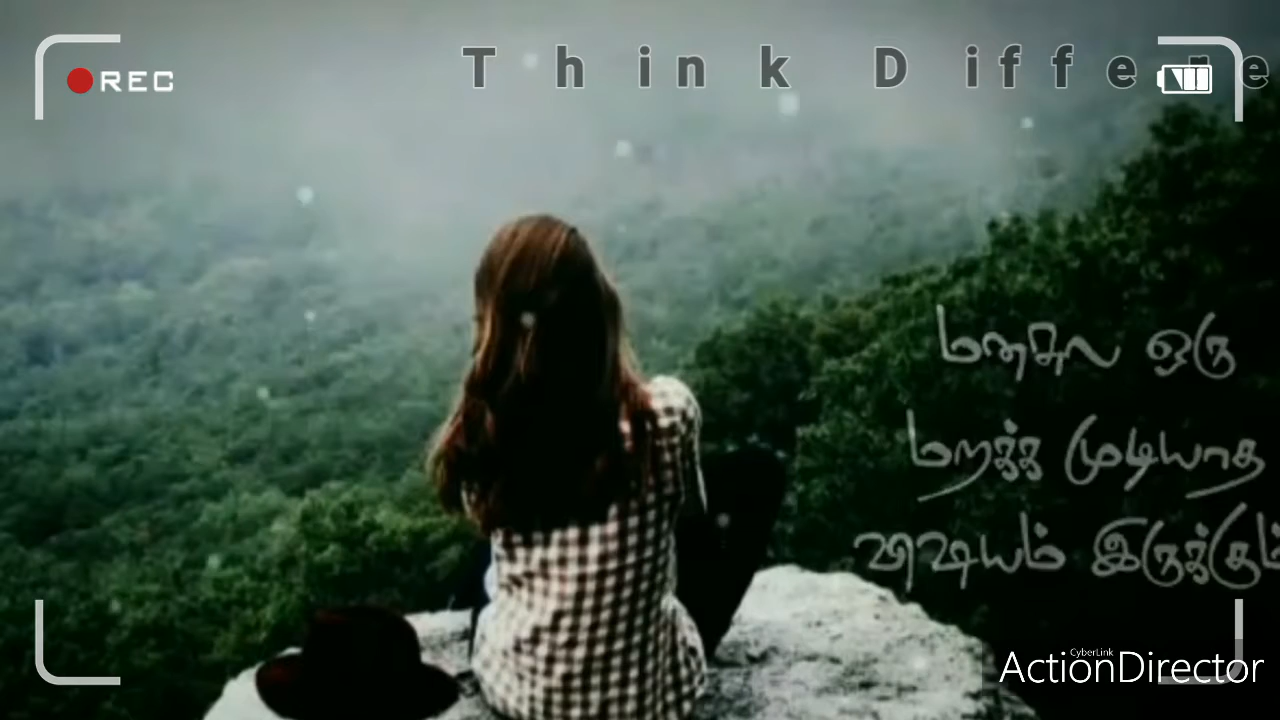 REC
Think Differe
மனசுல ஒரு
மறக்க முடியாத
விஷயம் இருக்கும்
CyberLink
ActionDirector